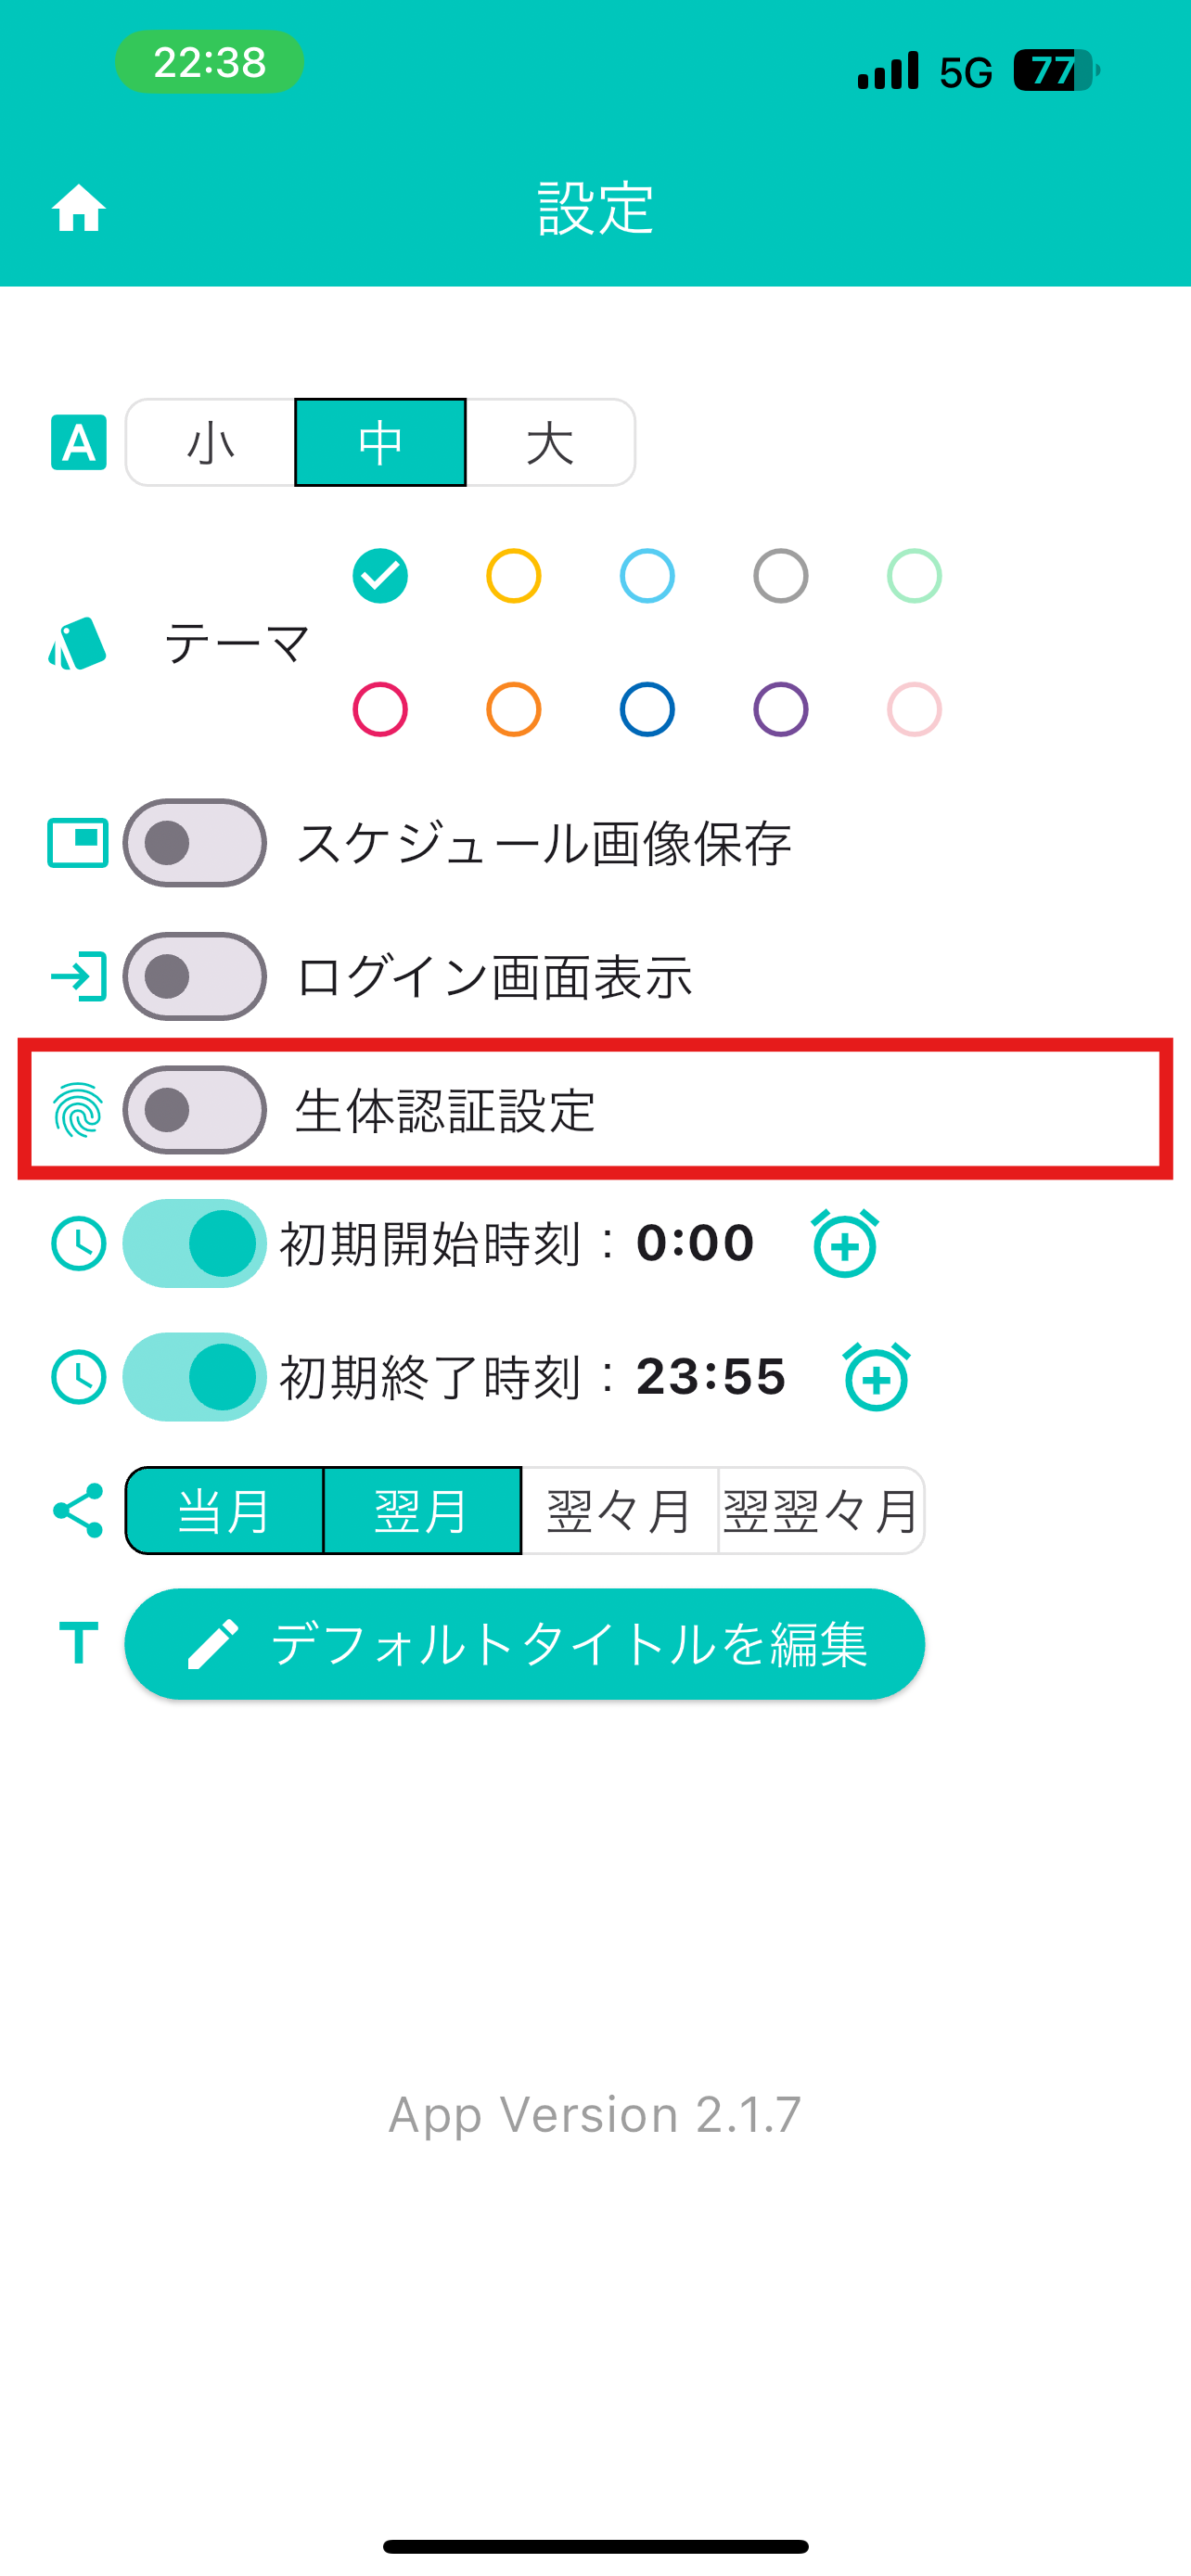 22:38 5G 77
設定
A 小 中 大
テーマ
スケジュール画像保存
ログイン画面表示
生体認証設定
初期開始時刻：0:00
初期終了時刻：23:55
当月 翌月 翌々月 翌翌々月
T デフォルトタイトルを編集
App Version 2.1.7